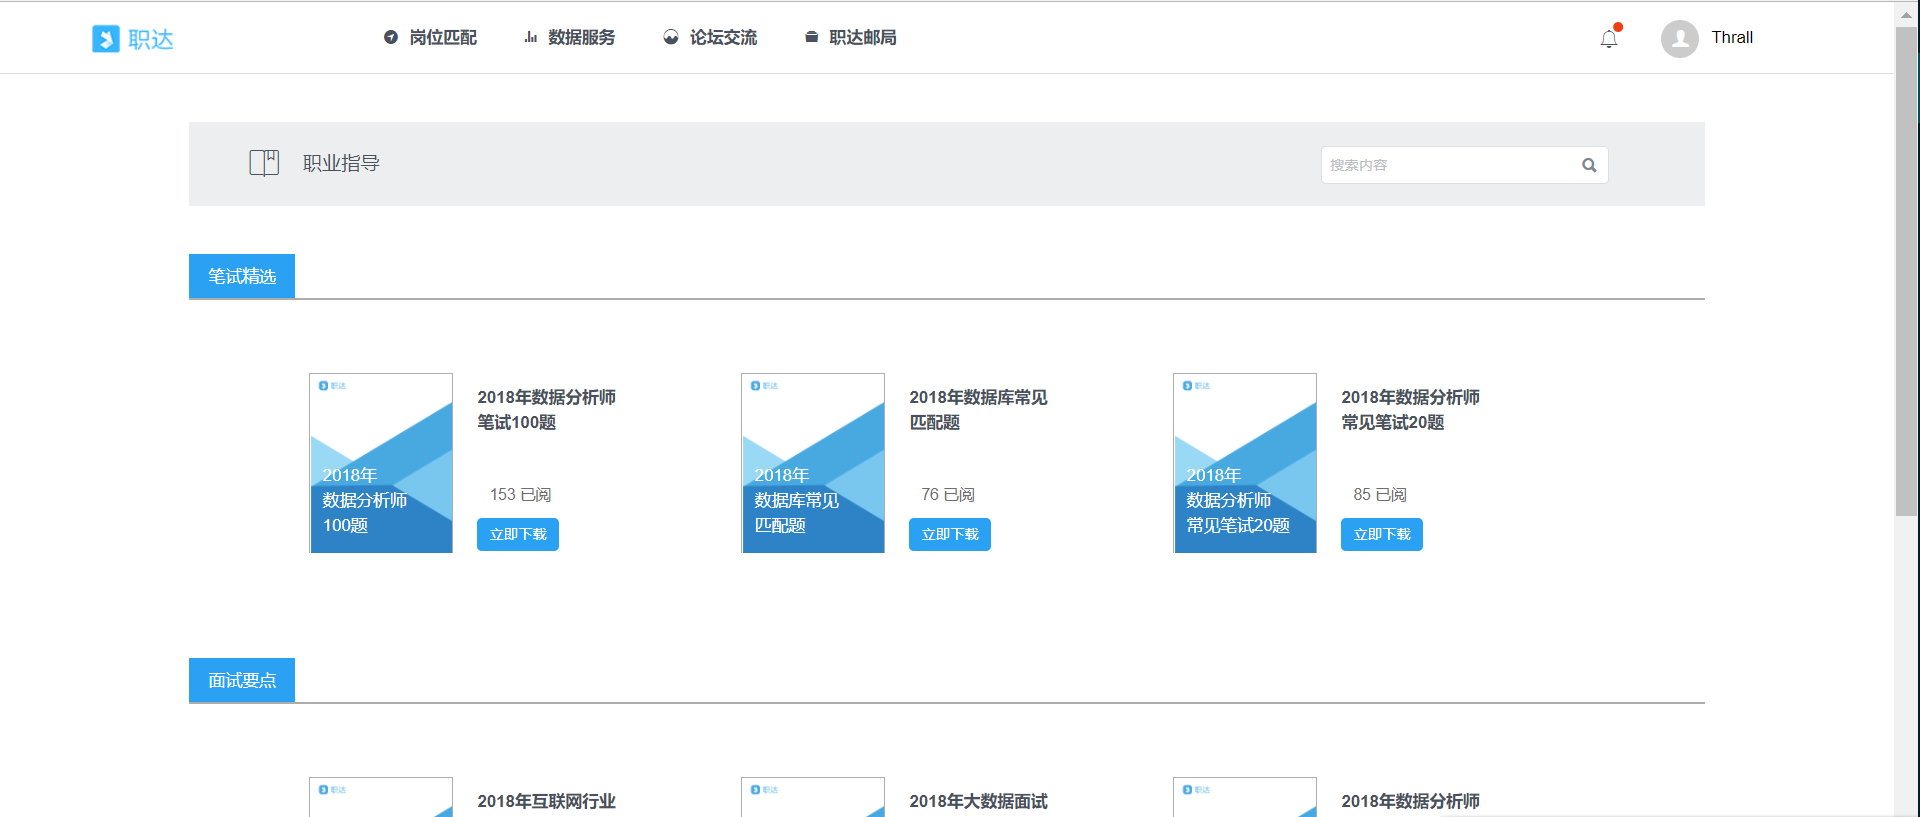 职达
岗位匹配
数据服务
论坛交流
职达邮局
Thrall
职业指导
搜索内容
笔试精选
职达
2018年
数据分析师
100题
2018年数据分析师
笔试100题
153 已阅
立即下载
职达
2018年
数据库常见
匹配题
2018年数据库常见
匹配题
76 已阅
立即下载
职达
2018年
数据分析师
常见笔试20题
2018年数据分析师
常见笔试20题
85 已阅
立即下载
面试要点
职达
2018年互联网行业
职达
2018年大数据面试
职达
2018年数据分析师